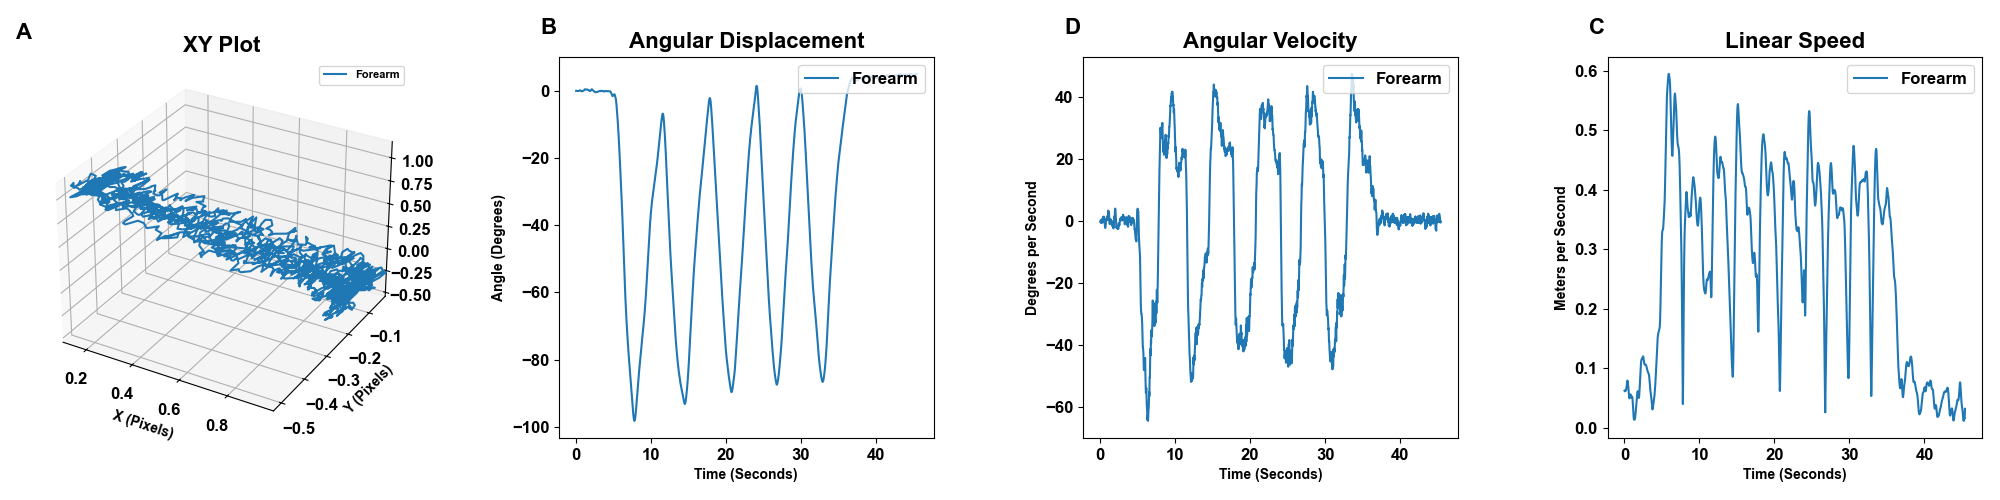 A
XY Plot
Forearm
1.00
0.75
0.50
0.25
0.00
−0.25
−0.50
−0.1
−0.2
−0.3
−0.4
−0.5
Y (Pixels)
0.2
0.4
0.6
0.8
X (Pixels)
B
Angular Displacement
Forearm
Angle (Degrees)
0
−20
−40
−60
−80
−100
0 10 20 30 40
Time (Seconds)
D
Angular Velocity
Forearm
Degrees per Second
40
20
0
−20
−40
−60
0 10 20 30 40
Time (Seconds)
C
Linear Speed
Forearm
Meters per Second
0.6
0.5
0.4
0.3
0.2
0.1
0.0
0 10 20 30 40
Time (Seconds)